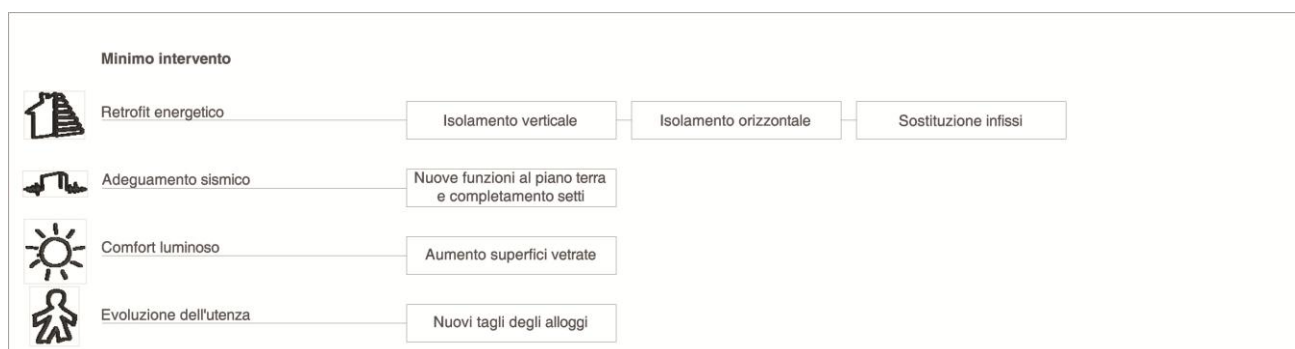 Minimo intervento
Retrofit energetico
Isolamento verticale
Isolamento orizzontale
Sostituzione infissi
Adeguamento sismico
Nuove funzioni al piano terra
e completamento setti
Comfort luminoso
Aumento superfici vetrate
Evoluzione dell'utenza
Nuovi tagli degli alloggi